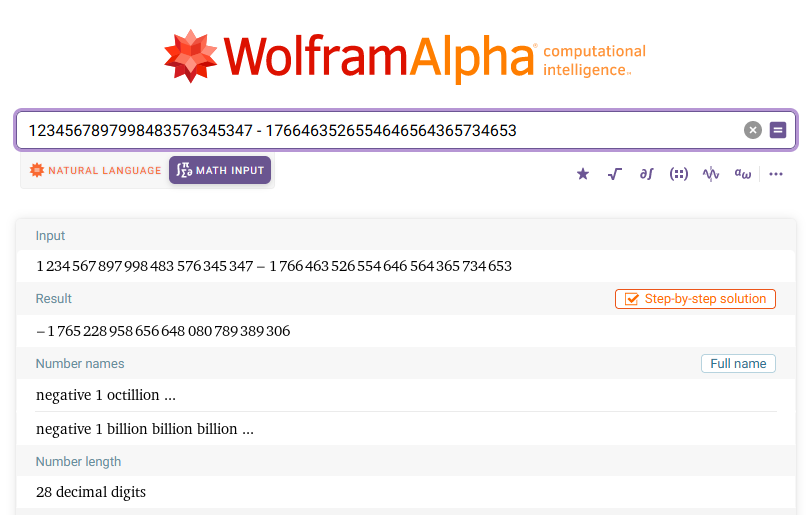 WolframAlpha computational
intelligence™
1234567897998483576345347 - 1766463526554646564365734653
NATURAL LANGUAGE MATH INPUT
Input
1 234 567 897 998 483 576 345 347 − 1 766 463 526 554 646 564 365 734 653
Result Step-by-step solution
−1 765 228 958 656 648 080 789 389 306
Number names Full name
negative 1 octillion ...
negative 1 billion billion billion ...
Number length
28 decimal digits